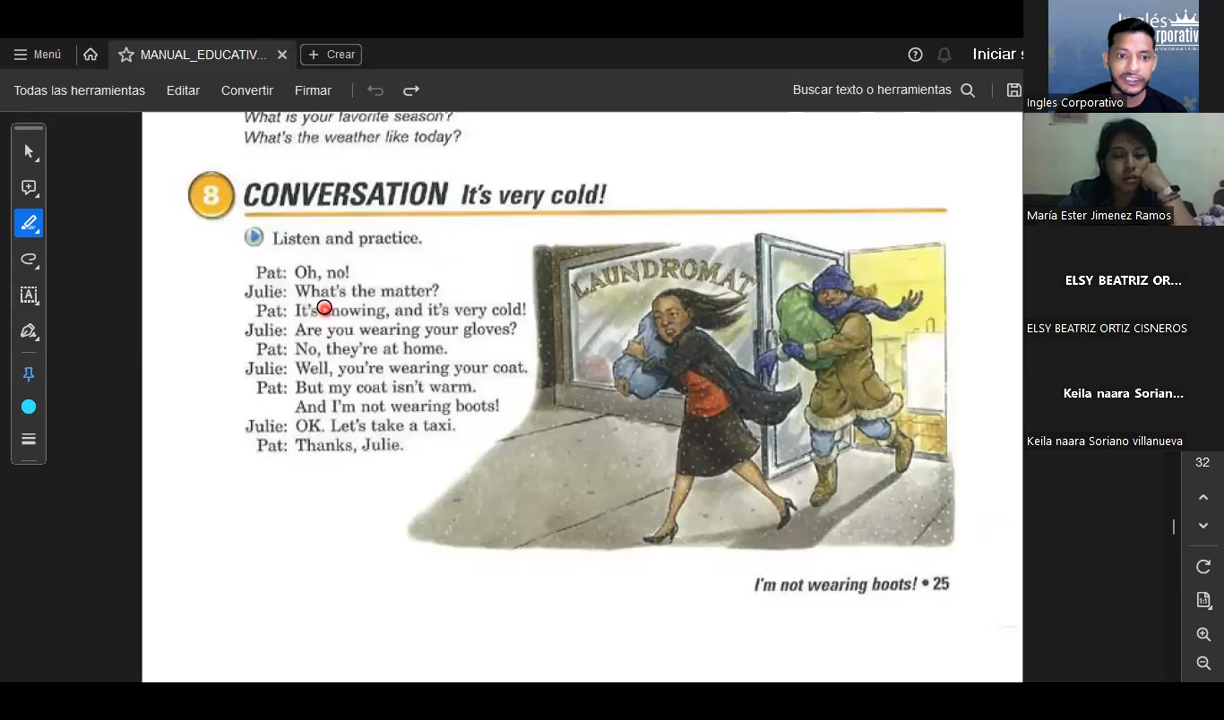 Menú
MANUAL_EDUCATIV...
Crear
Iniciar s
Todas las herramientas
Editar
Convertir
Firmar
Buscar texto o herramientas
What is your favorite season?
What's the weather like today?
8 CONVERSATION It's very cold!
Listen and practice.
Pat: Oh, no!
Julie: What's the matter?
Pat: It's snowing, and it's very cold!
Julie: Are you wearing your gloves?
Pat: No, they're at home.
Julie: Well, you're wearing your coat.
Pat: But my coat isn't warm.
And I'm not wearing boots!
Julie: OK. Let's take a taxi.
Pat: Thanks, Julie.
LAUNDROMAT
I'm not wearing boots! • 25
Inglés
Corporativo
Ingles Corporativo
María Ester Jimenez Ramos
ELSY BEATRIZ OR...
ELSY BEATRIZ ORTIZ CISNEROS
Keila naara Sorian...
Keila naara Soriano villanueva
32
1:1